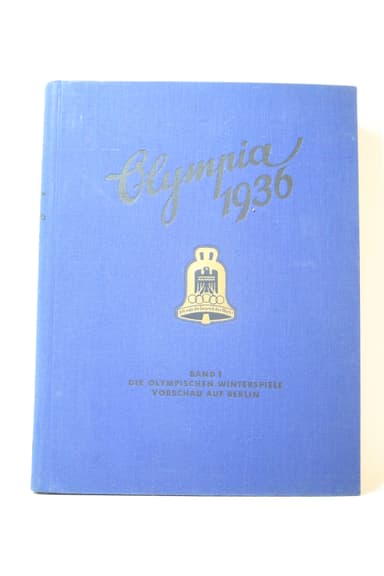 Olympia
1936
BAND I
DIE OLYMPISCHEN WINTERSPIELE
VORSCHAU AUF BERLIN